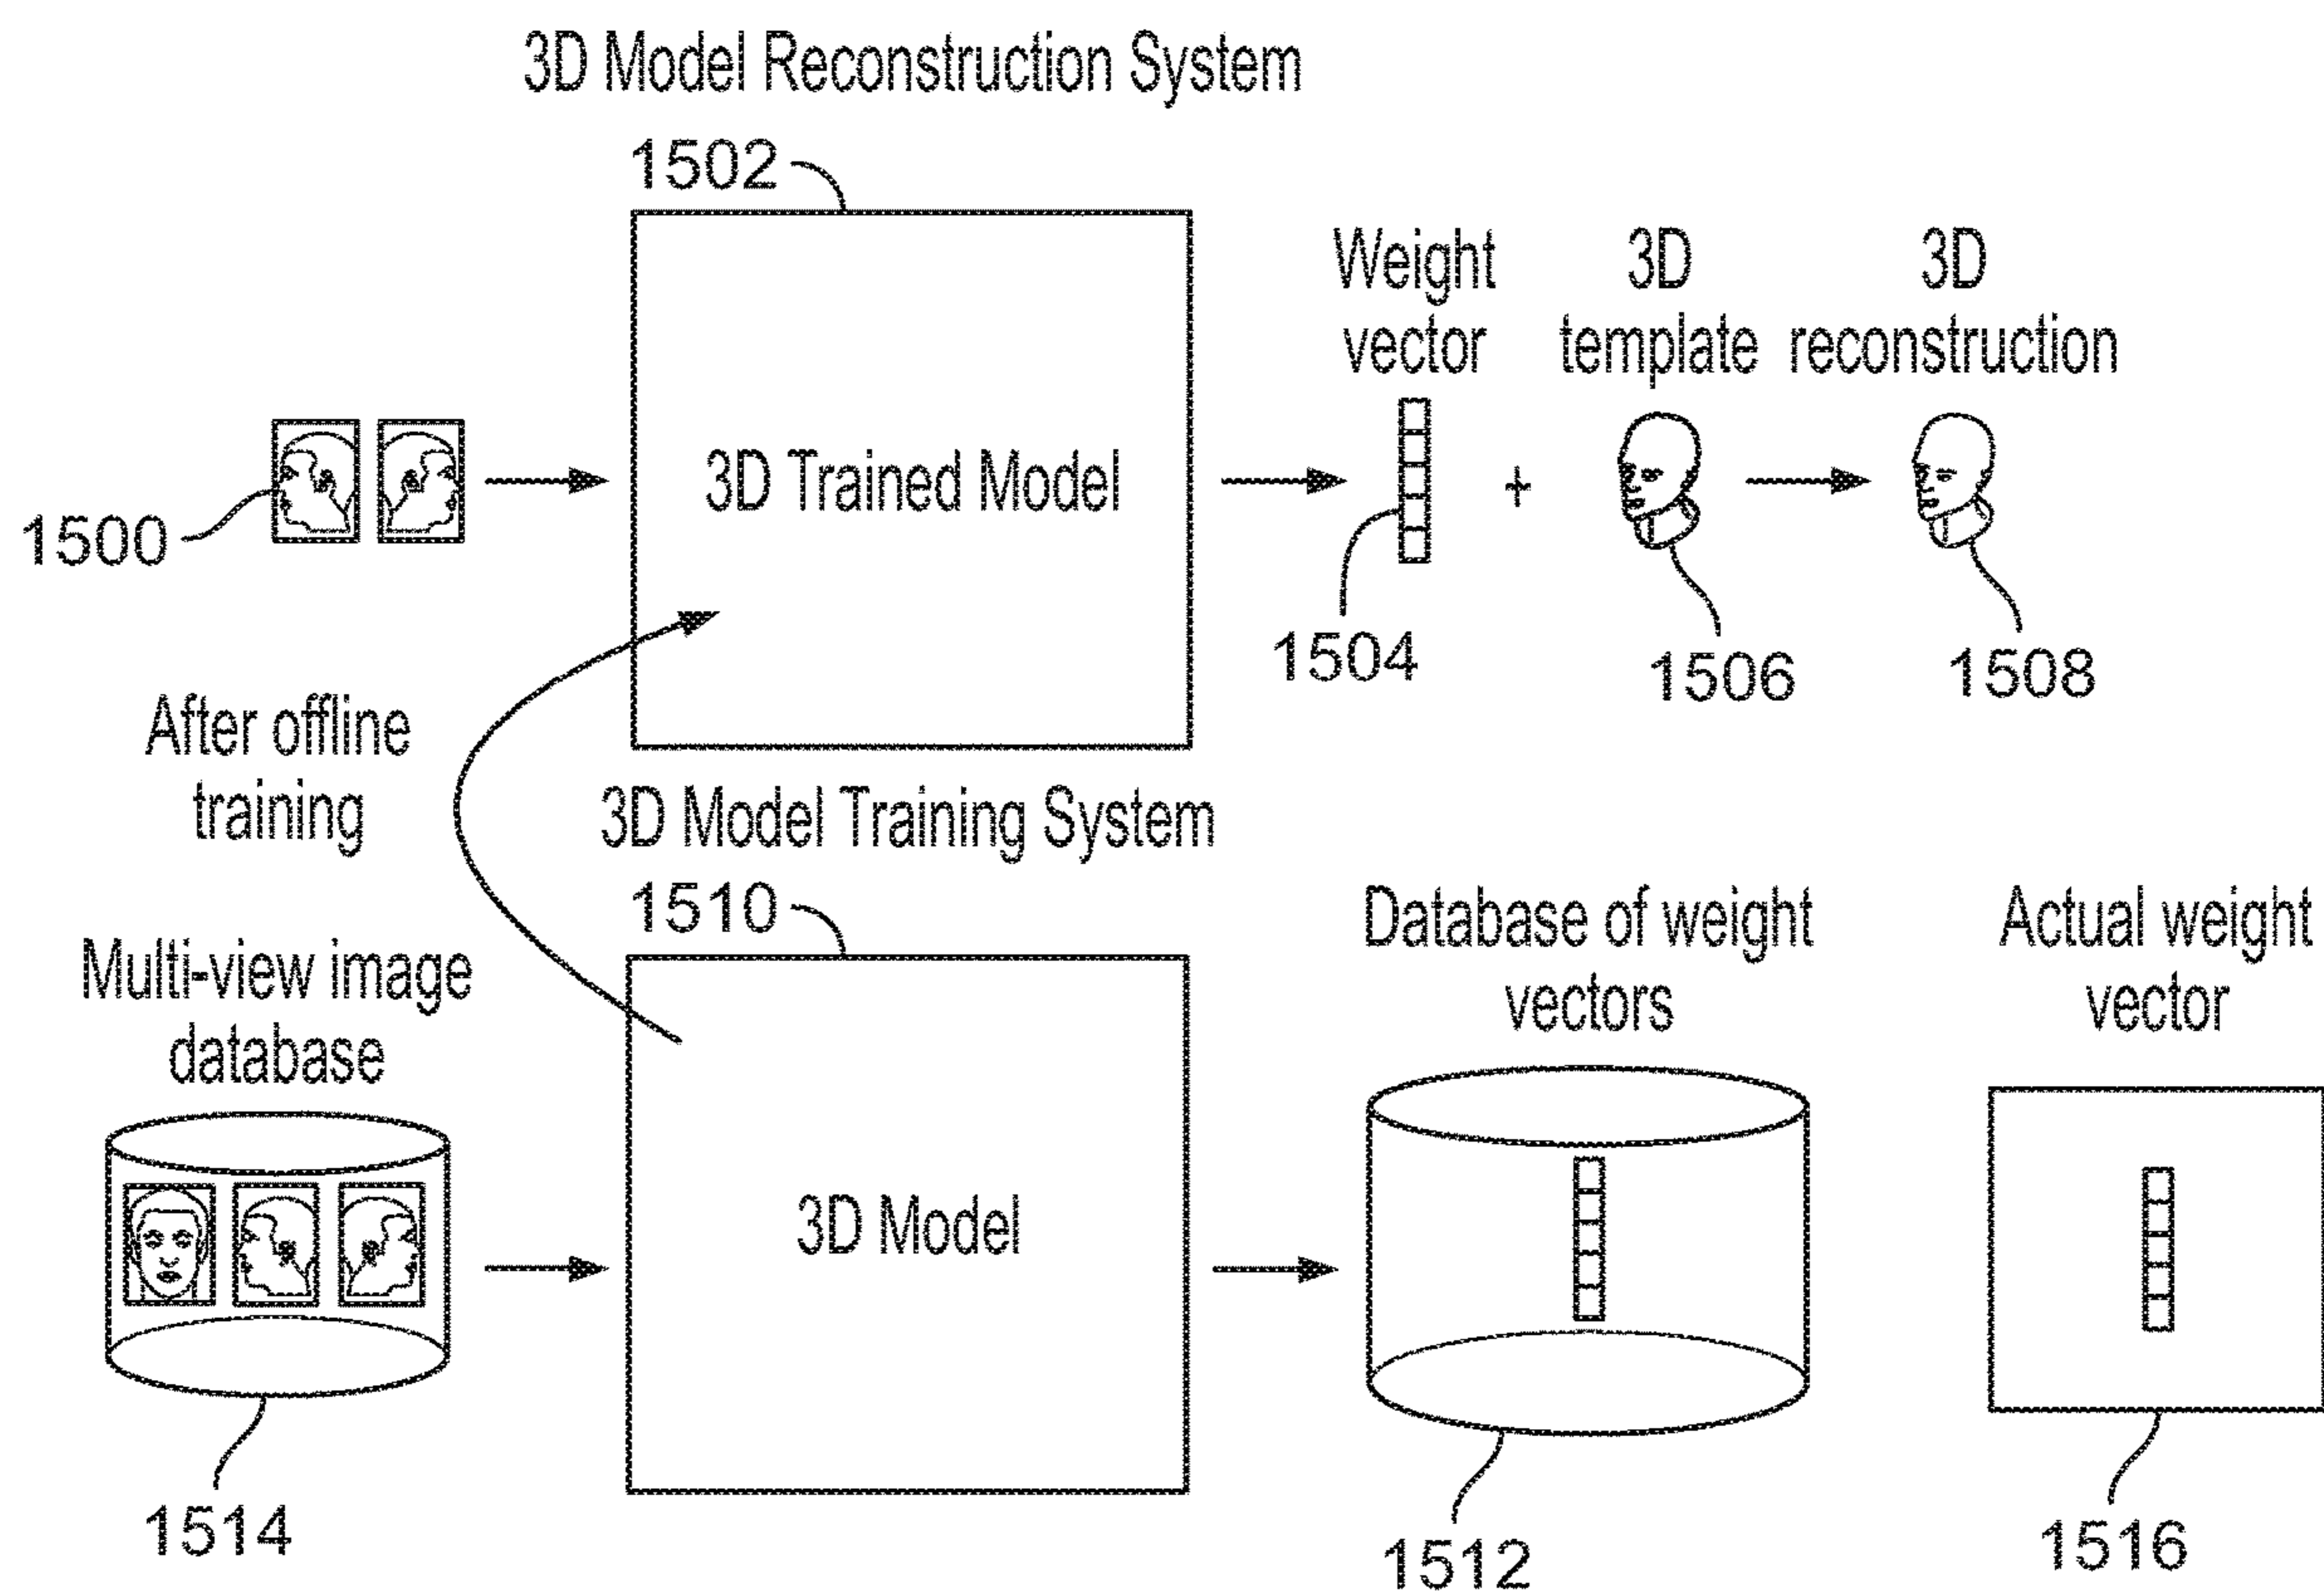 3D Model Reconstruction System
1502
Weight
vector
3D
template
3D
reconstruction
3D Trained Model
1500
1504
1506
1508
After offline
training
3D Model Training System
1510
Multi-view image
database
Database of weight
vectors
Actual weight
vector
3D Model
1514
1512
1516